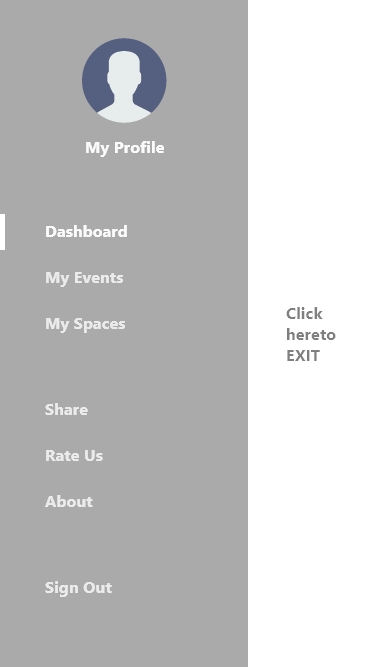 My Profile
Dashboard
My Events
My Spaces
Share
Rate Us
About
Sign Out
Click
hereto
EXIT